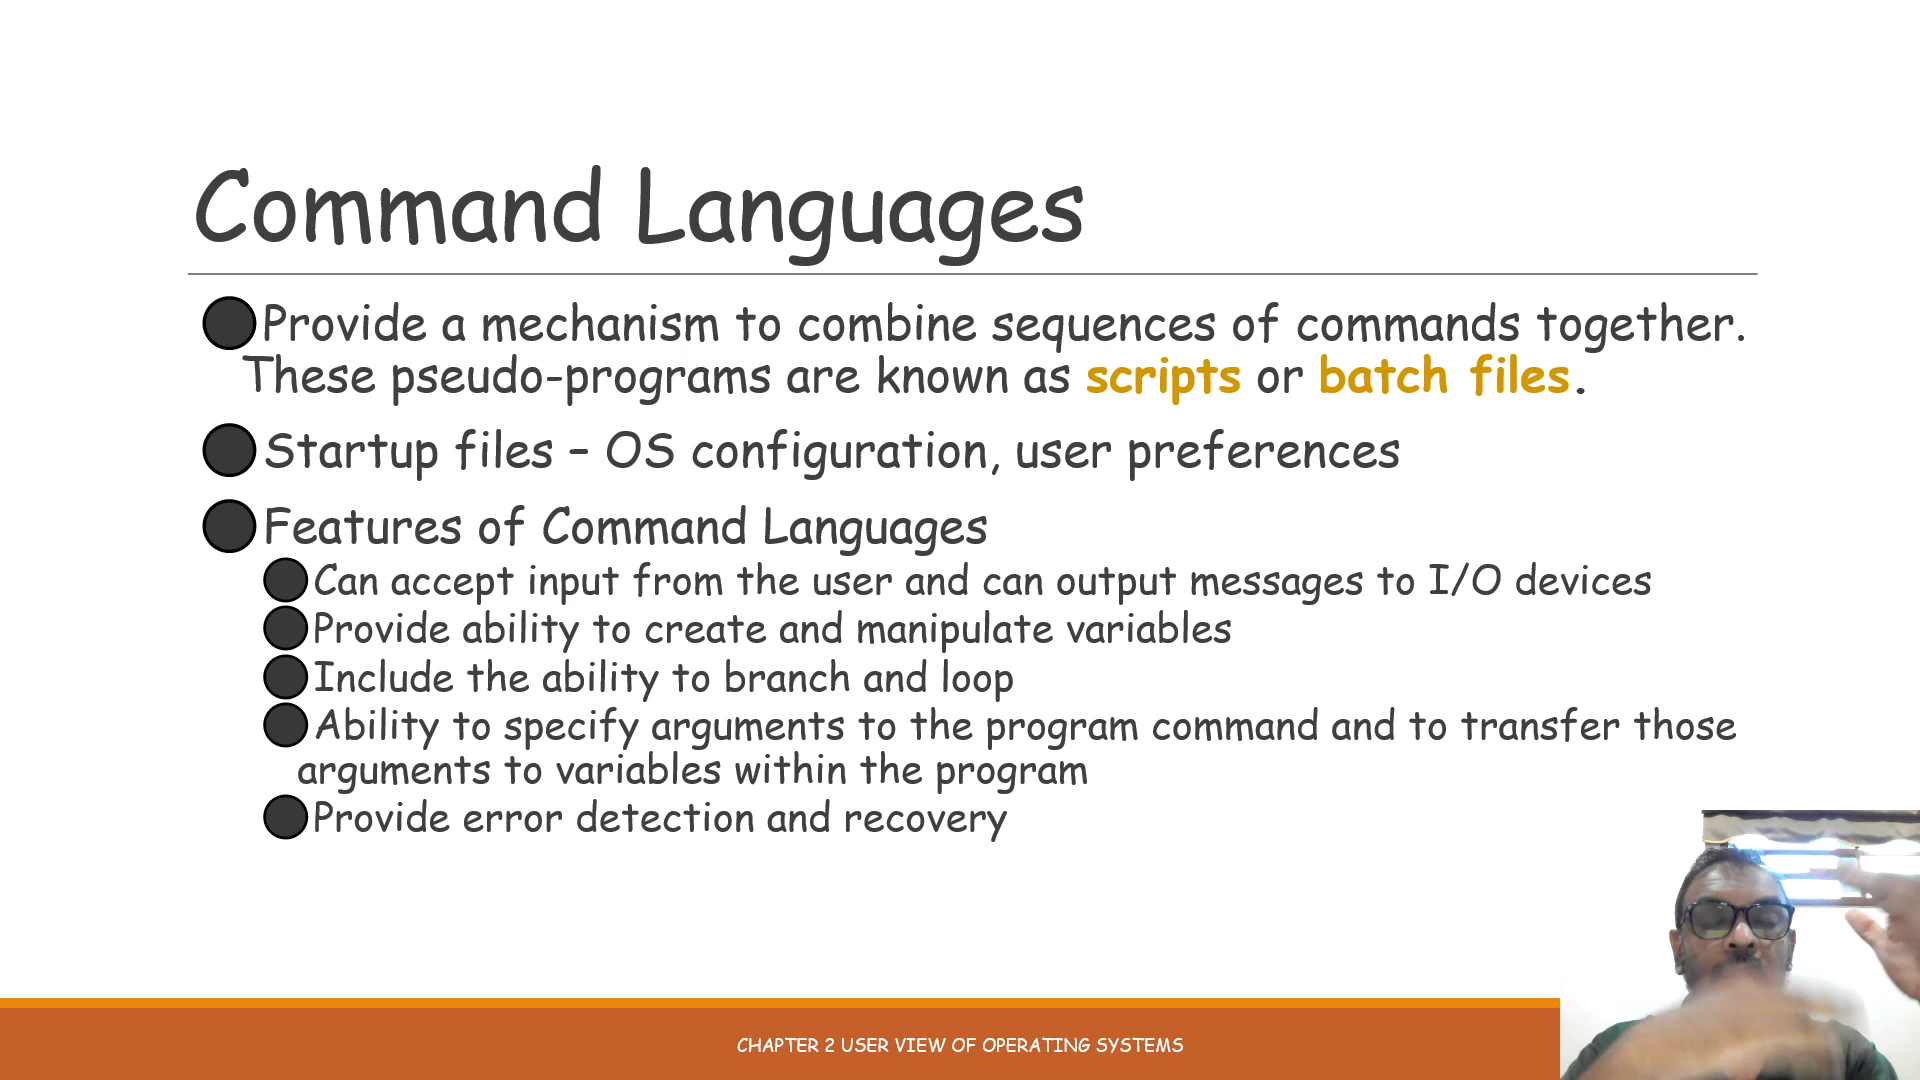 Command Languages
Provide a mechanism to combine sequences of commands together.
These pseudo-programs are known as scripts or batch files.
Startup files – OS configuration, user preferences
Features of Command Languages
Can accept input from the user and can output messages to I/O devices
Provide ability to create and manipulate variables
Include the ability to branch and loop
Ability to specify arguments to the program command and to transfer those
arguments to variables within the program
Provide error detection and recovery
CHAPTER 2 USER VIEW OF OPERATING SYSTEMS